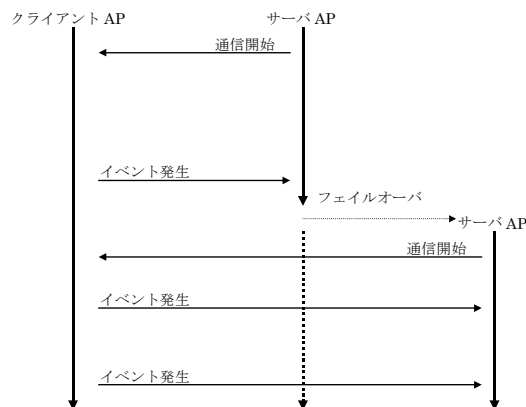 クライアント AP
サーバ AP
通信開始
イベント発生
フェイルオーバ
サーバ AP
通信開始
イベント発生
イベント発生